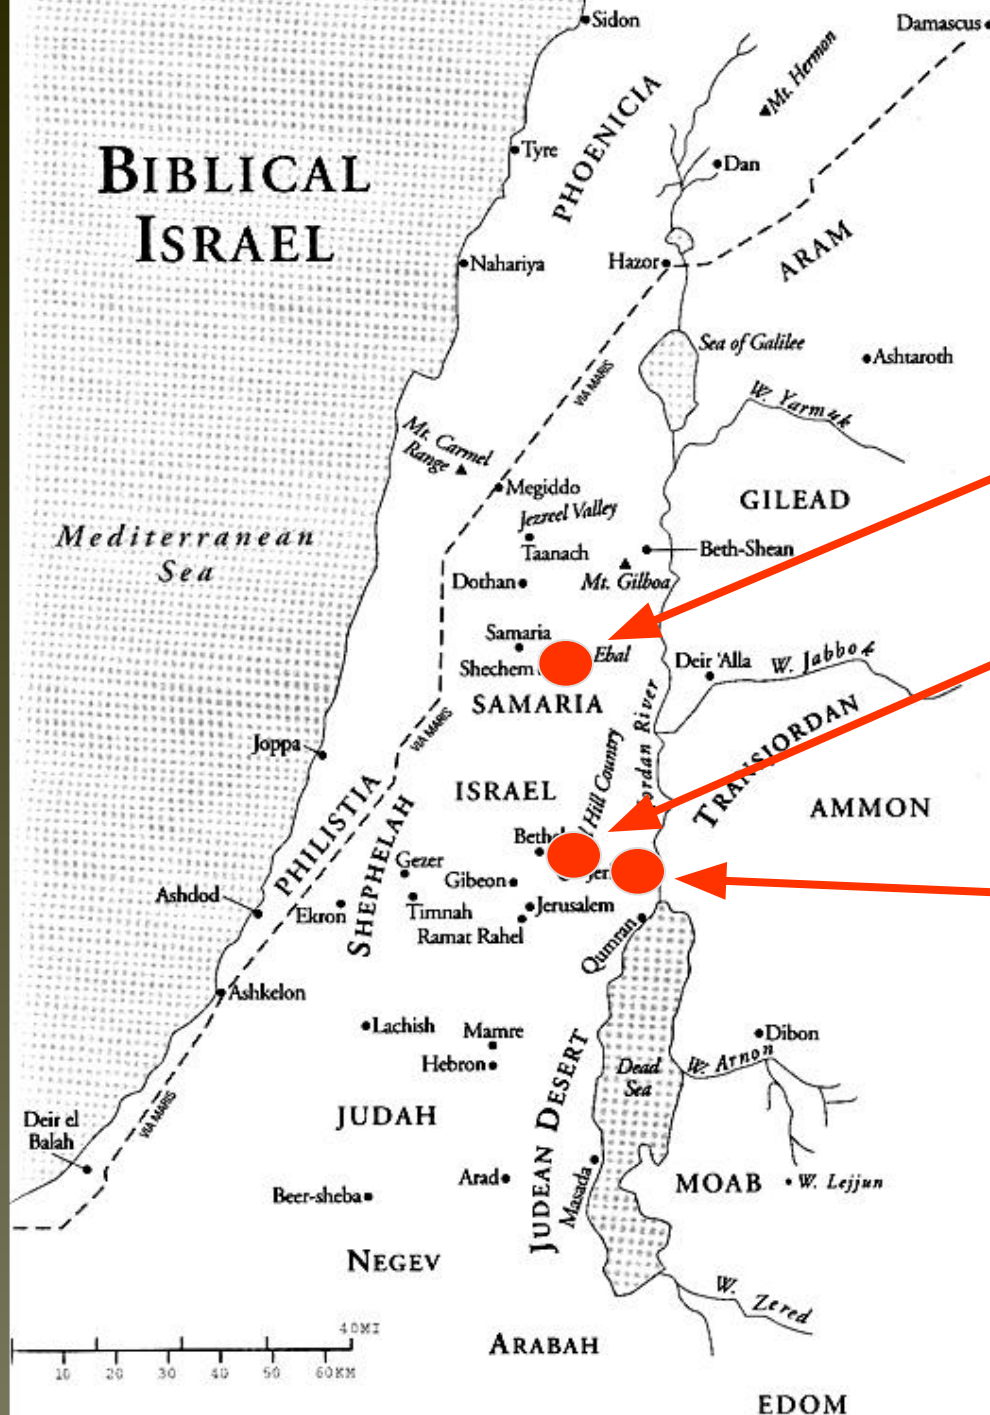 Sidon
Damascus
Mt. Hermon
PHOENICIA
Tyre
Dan
BIBLICAL
ISRAEL
ARAM
Nahariya
Hazor
Sea of Galilee
Ashtaroth
VIA MARIS
W. Yarmuk
Mt. Carmel
Range
Megiddo
GILEAD
Jezreel Valley
Mediterranean
Sea
Taanach
Beth-Shean
Dothan
Mt. Gilboa
Samaria
Ebal
Deir 'Alla
W. Jabbok
Shechem
SAMARIA
VIA MARIS
River
TRANSJORDAN
Joppa
Hill Country
ISRAEL
AMMON
PHILISTIA
SHEPHELAH
Gezer
Gibeon
Ashdod
Ekron
Timnah
Jerusalem
Ramat Rahel
Qumran
Ashkelon
Lachish
Mamre
Hebron
Dibon
W. Arnon
Dead
Sea
VIA MARIS
JUDAH
JUDEAN DESERT
Deir el
Balah
Arad
Masada
MOAB
W. Lejjun
Beer-sheba
NEGEV
W. Zered
40MI
ARABAH
10 20 30 40 50 60KM
EDOM